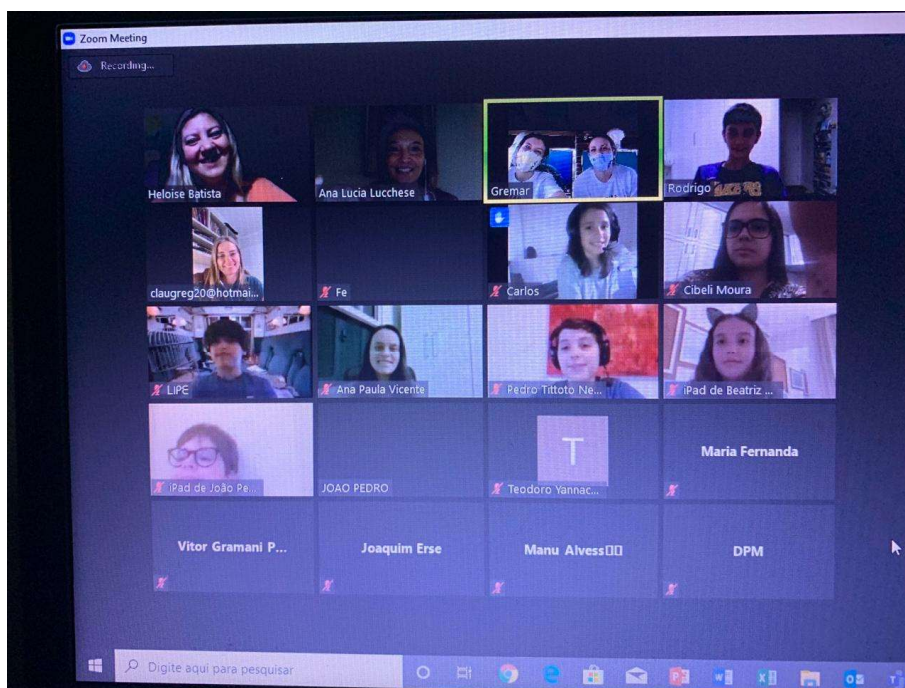 Zoom Meeting
Recording...
Heloise Batista
Ana Lucia Lucchese
Gremar
Rodrigo
claugreg20@hotmai...
Fe
Carlos
Cibeli Moura
LIPE
Ana Paula Vicente
Pedro Tittoto Ne...
iPad de Beatriz ...
iPad de João Pe...
JOAO PEDRO
T
Teodoro Yannac...
Maria Fernanda
Vitor Gramani P...
Joaquim Erse
Manu Alvess
DPM
Digite aqui para pesquisar